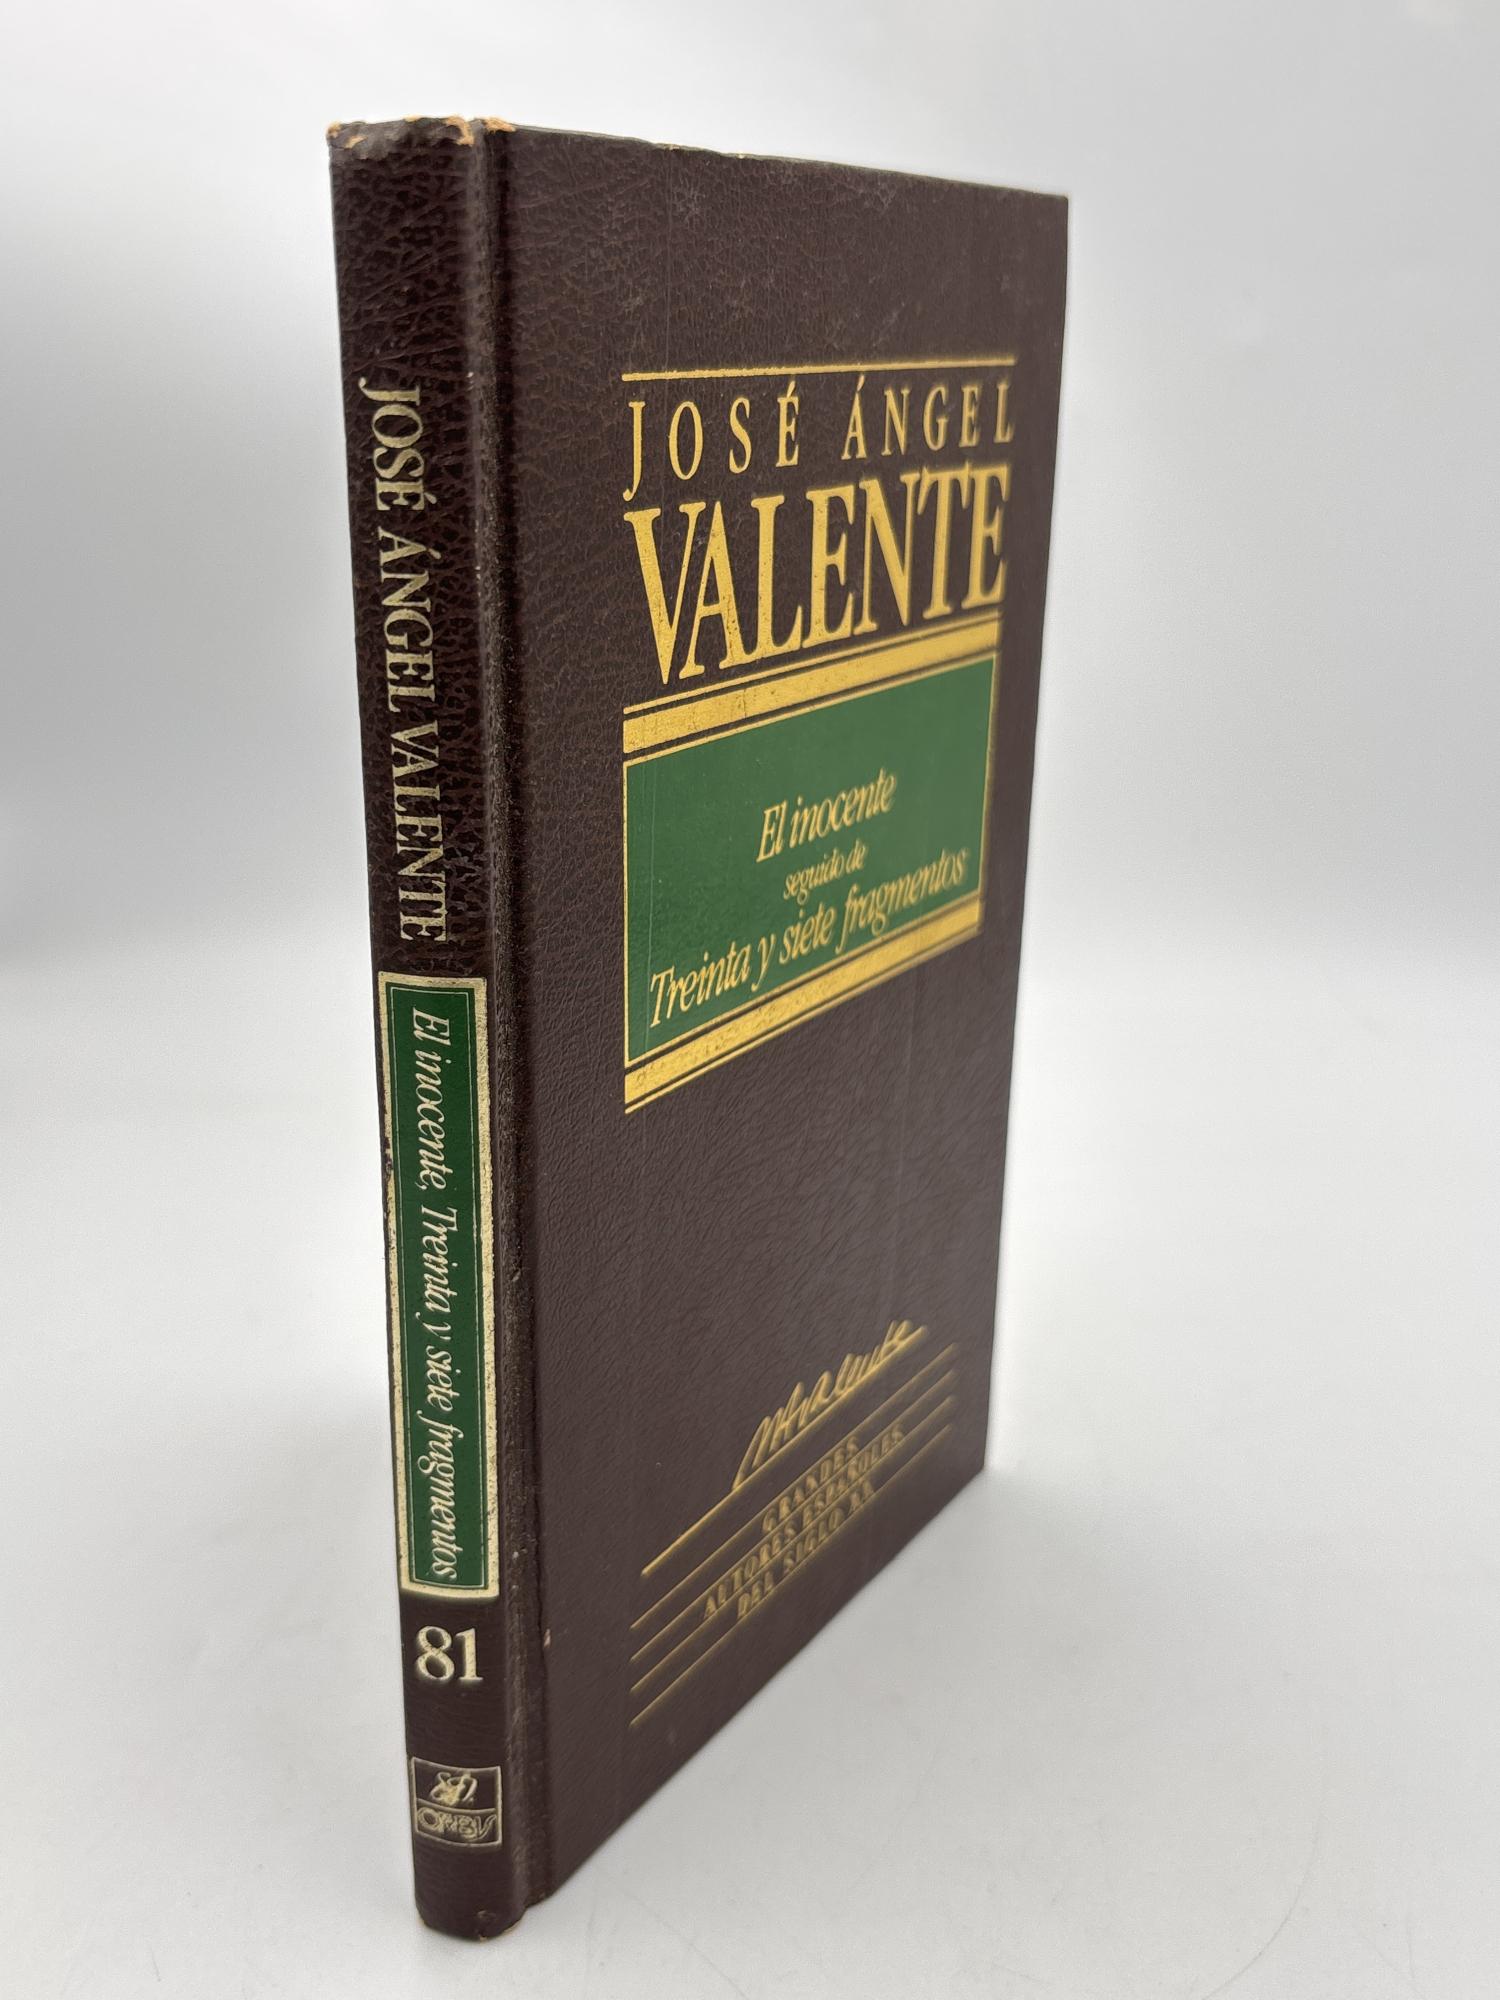 JOSÉ ÁNGEL
VALENTE
El inocente
seguido de
Treinta y siete fragmentos
GRANDES
AUTORES ESPAÑOLES
DEL SIGLO XX
JOSÉ ÁNGEL VALENTE
El inocente, Treinta y siete fragmentos
81
ORBIS